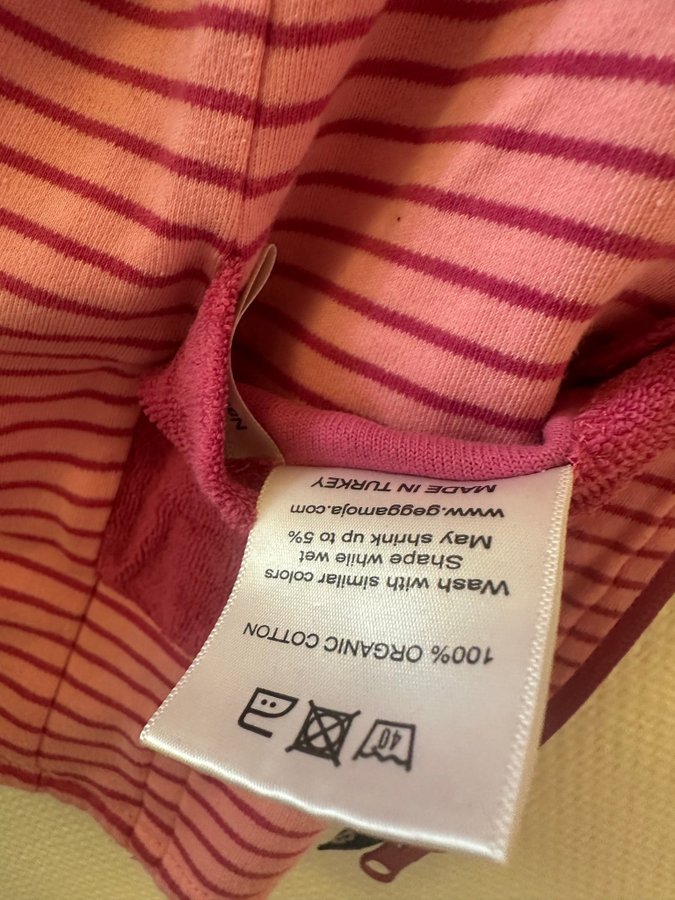 40
100% ORGANIC COTTON
Wash with similar colors
Shape while wet
May shrink up to 5%
www.geggamoja.com
MADE IN TURKEY